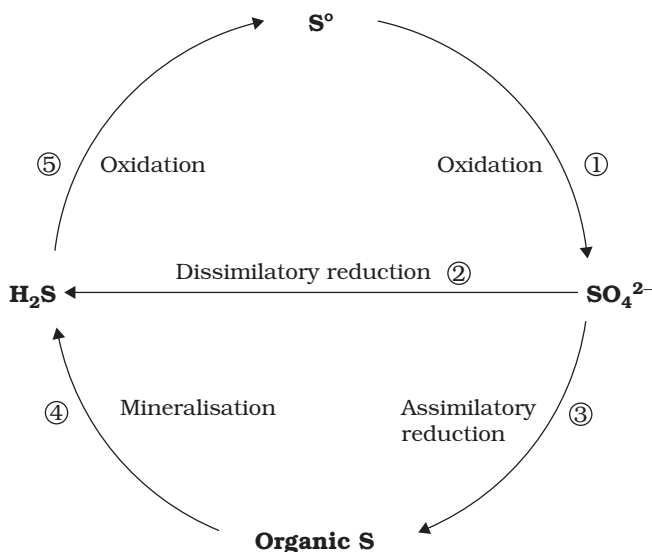 S°
⑤ Oxidation
Oxidation ①
Dissimilatory reduction ②
H₂S
SO₄²⁻
④ Mineralisation
Assimilatory ③
reduction
Organic S